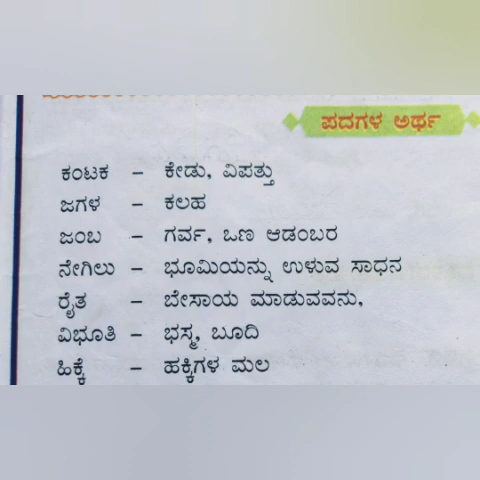 ಪದಗಳ ಅರ್ಥ
ಕಂಟಕ – ಕೇಡು, ವಿಪತ್ತು
ಜಗಳ – ಕಲಹ
ಜಂಬ – ಗರ್ವ, ಒಣ ಆಡಂಬರ
ನೇಗಿಲು – ಭೂಮಿಯನ್ನು ಉಳುವ ಸಾಧನ
ರೈತ – ಬೇಸಾಯ ಮಾಡುವವನು,
ವಿಭೂತಿ – ಭಸ್ಮ, ಬೂದಿ
ಹಿಕ್ಕೆ – ಹಕ್ಕಿಗಳ ಮಲ